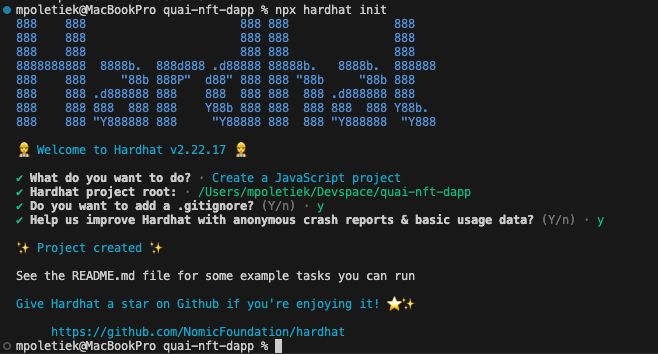 mpoletiek@MacBookPro quai-nft-dapp % npx hardhat init
888    888                      888 888               888
888    888                      888 888               888
888    888                      888 888               888
8888888888  8888b.  888d888 .d88888 88888b.   8888b.  888888
888    888     "88b 888P"  d88" 888 888 "88b     "88b 888
888    888 .d888888 888    888  888 888  888 .d888888 888
888    888 888  888 888    Y88b 888 888  888 888  888 Y88b.
888    888 "Y888888 888     "Y88888 888  888 "Y888888  "Y888
👷 Welcome to Hardhat v2.22.17 👷
✔ What do you want to do? · Create a JavaScript project
✔ Hardhat project root: · /Users/mpoletiek/Devspace/quai-nft-dapp
✔ Do you want to add a .gitignore? (Y/n) · y
✔ Help us improve Hardhat with anonymous crash reports & basic usage data? (Y/n) · y
✨ Project created ✨
See the README.md file for some example tasks you can run
Give Hardhat a star on Github if you're enjoying it! ⭐✨
https://github.com/NomicFoundation/hardhat
mpoletiek@MacBookPro quai-nft-dapp %